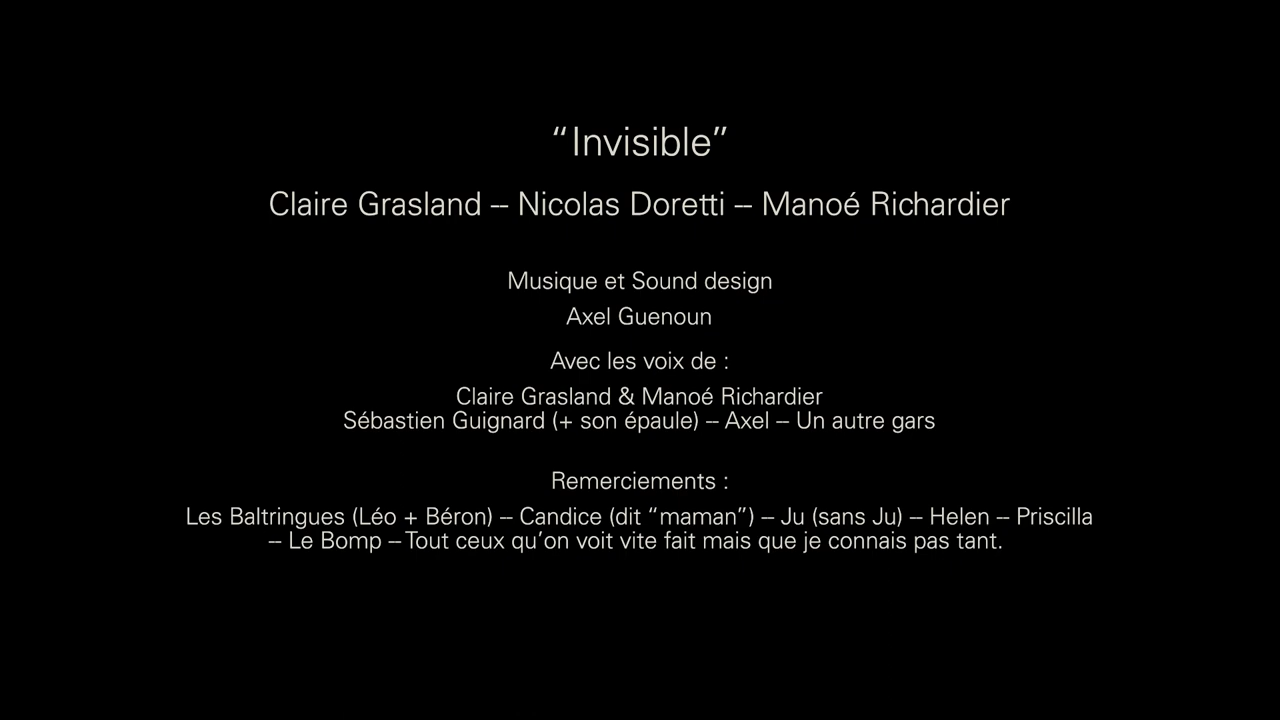 “Invisible”
Claire Grasland -- Nicolas Doretti -- Manoé Richardier
Musique et Sound design
Axel Guenoun
Avec les voix de :
Claire Grasland & Manoé Richardier
Sébastien Guignard (+ son épaule) -- Axel -- Un autre gars
Remerciements :
Les Baltringues (Léo + Béron) -- Candice (dit “maman”) -- Ju (sans Ju) -- Helen -- Priscilla
-- Le Bomp -- Tout ceux qu’on voit vite fait mais que je connais pas tant.